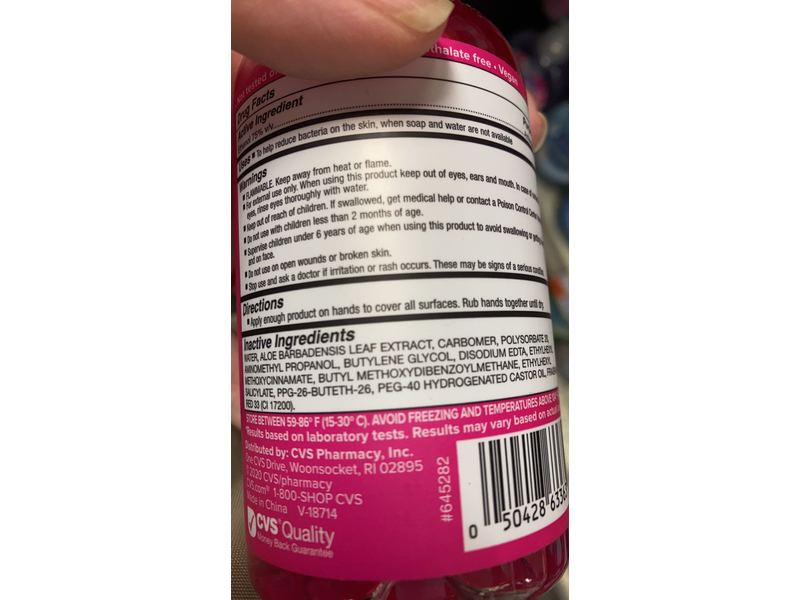 Not tested on
thalate free • Vegan
Drug Facts
Active Ingredient
Ethanol 75% v/v
Uses ■ To help reduce bacteria on the skin, when soap and water are not available
Warnings
■ FLAMMABLE. Keep away from heat or flame.
■ For external use only. When using this product keep out of eyes, ears and mouth. In case of
eyes, rinse eyes thoroughly with water.
■ Keep out of reach of children. If swallowed, get medical help or contact a Poison Control Center
■ Do not use with children less than 2 months of age.
■ Supervise children under 6 years of age when using this product to avoid swallowing or getting
and on face.
■ Do not use on open wounds or broken skin.
■ Stop use and ask a doctor if irritation or rash occurs. These may be signs of a serious condition.
Directions
■ Apply enough product on hands to cover all surfaces. Rub hands together until dry.
Inactive Ingredients
WATER, ALOE BARBADENSIS LEAF EXTRACT, CARBOMER, POLYSORBATE 20,
AMINOMETHYL PROPANOL, BUTYLENE GLYCOL, DISODIUM EDTA, ETHYLHEXYL
METHOXYCINNAMATE, BUTYL METHOXYDIBENZOYLMETHANE, ETHYLHEXYL
SALICYLATE, PPG-26-BUTETH-26, PEG-40 HYDROGENATED CASTOR OIL, FRAGR
RED 33 (CI 17200).
STORE BETWEEN 59-86° F (15-30° C). AVOID FREEZING AND TEMPERATURES ABOVE
*Results based on laboratory tests. Results may vary based on actual
Distributed by: CVS Pharmacy, Inc.
One CVS Drive, Woonsocket, RI 02895
© 2020 CVS/pharmacy
CVS.com® 1-800-SHOP CVS
Made in China V-18714
CVS Quality
Money Back Guarantee
#645282
0 50428 6336